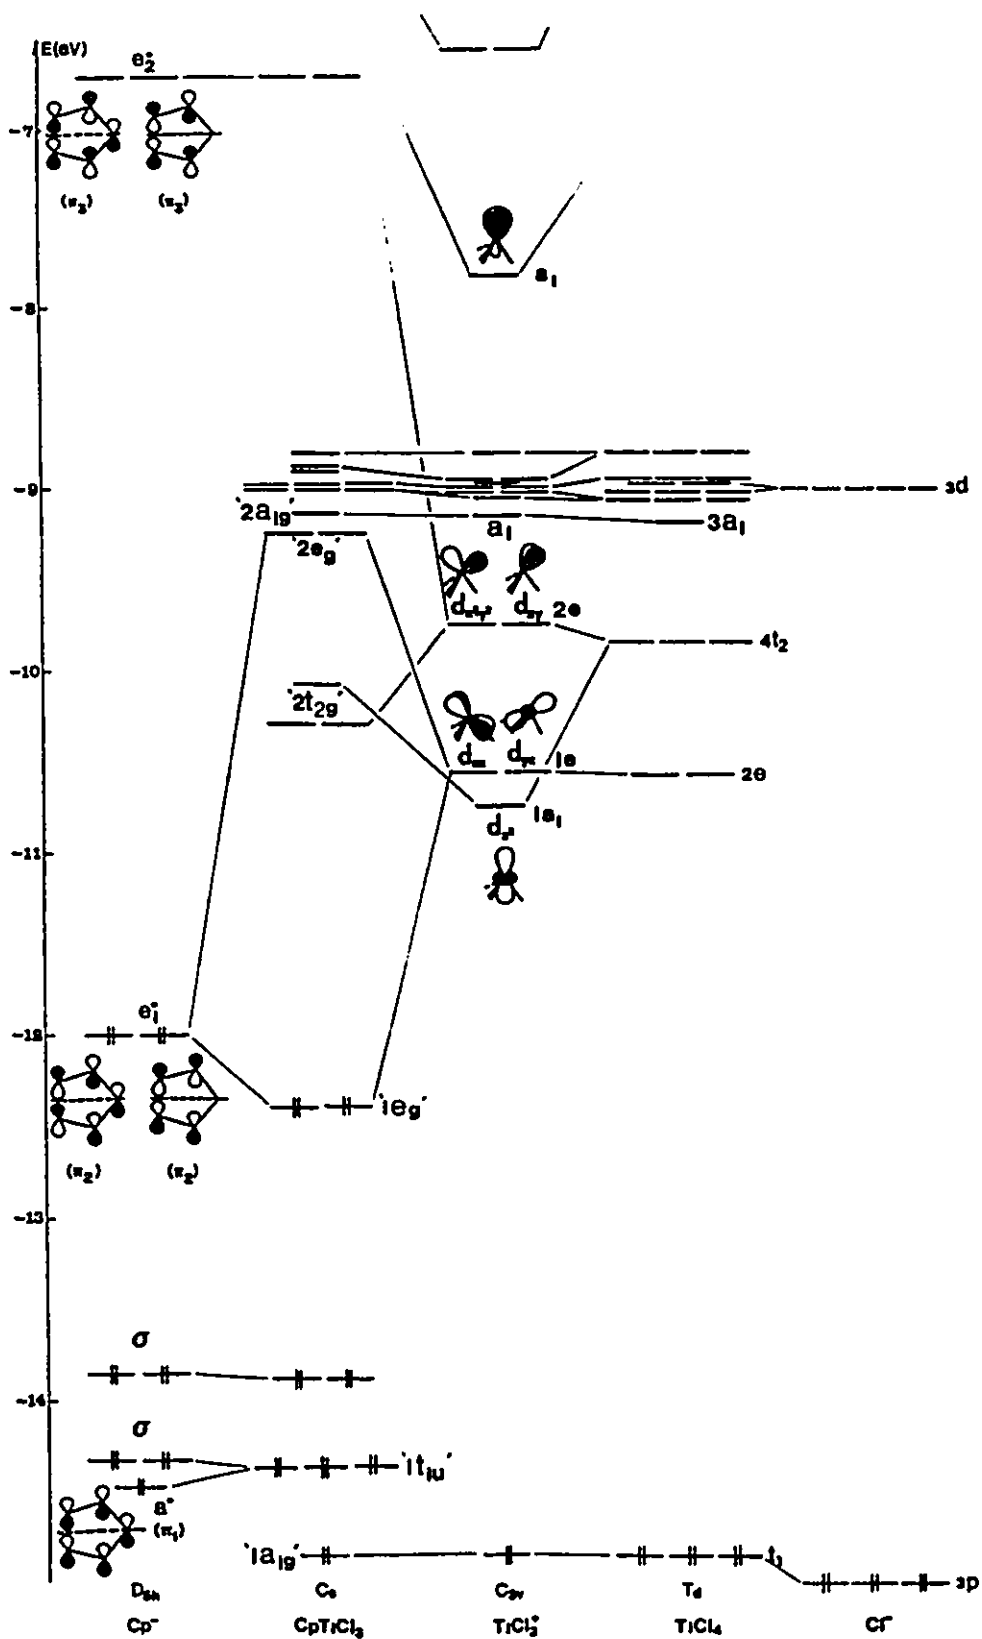 E(eV)
e₂"
-7
(π₃) (π₃)
a₁
-8
-9
3d
'2a₁g'
a₁
3a₁
'2eg'
dx²-y² dxy 2e
4t₂
-10
'2t₂g'
dxz dyz 1e
2e
1a₁
dz²
-11
e₁"
-12
'1eg'
(π₂) (π₂)
-13
σ
-14
σ
'1t₁u'
a"
(π₁)
'1a₁g'
t₁
3p
D₅h Cs C₃v Td
Cp⁻ CpTiCl₃ TiCl₃⁺ TiCl₄ Cl⁻